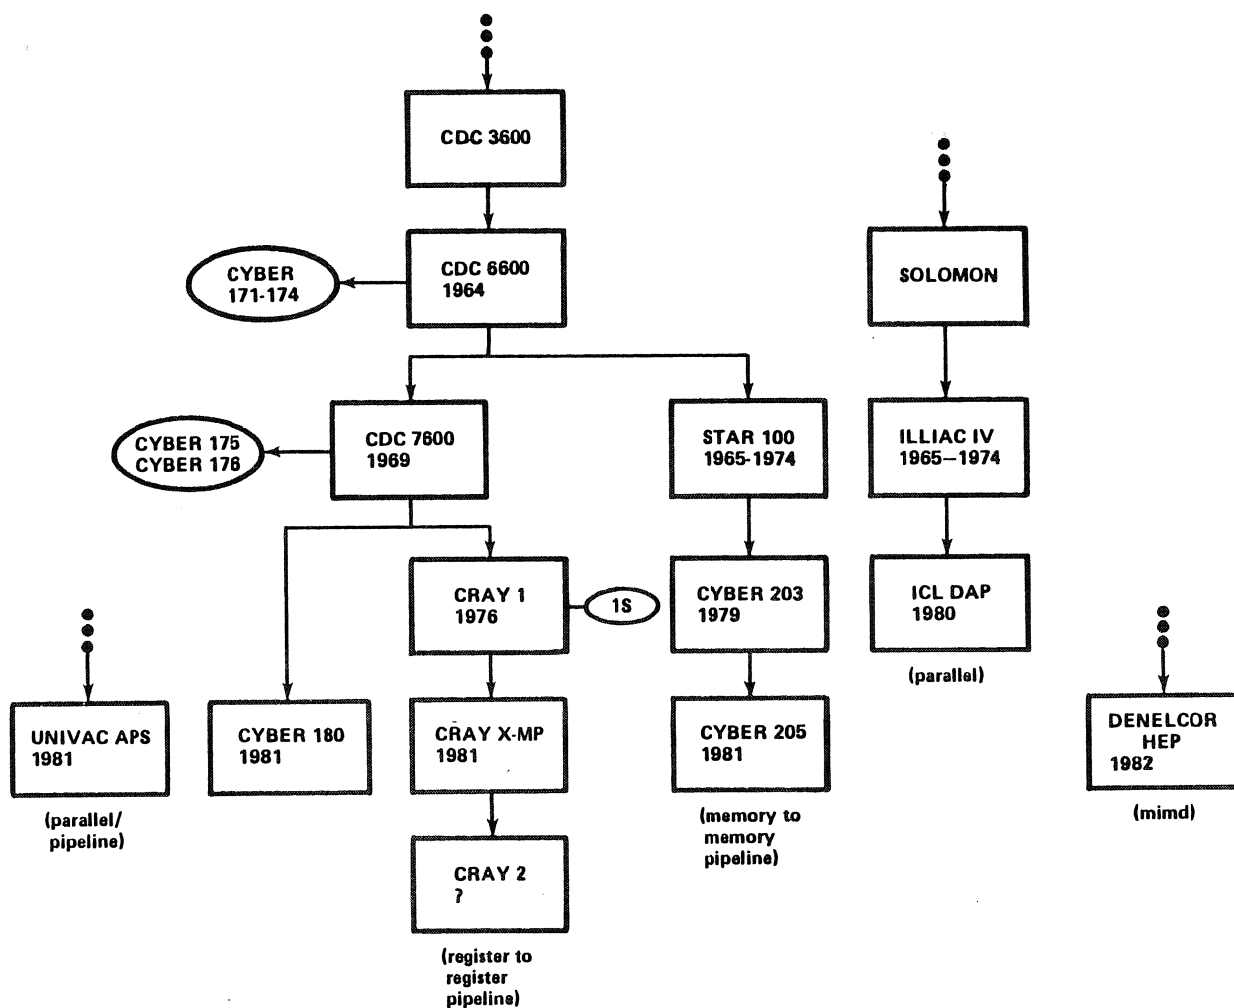 CDC 3600
CDC 6600
1964
CYBER
171-174
SOLOMON
CDC 7600
1969
CYBER 175
CYBER 176
STAR 100
1965-1974
ILLIAC IV
1965—1974
CRAY 1
1976
1S
CYBER 203
1979
ICL DAP
1980
(parallel)
UNIVAC APS
1981
(parallel/
pipeline)
CYBER 180
1981
CRAY X-MP
1981
CYBER 205
1981
(memory to
memory
pipeline)
DENELCOR
HEP
1982
(mimd)
CRAY 2
?
(register to
register
pipeline)